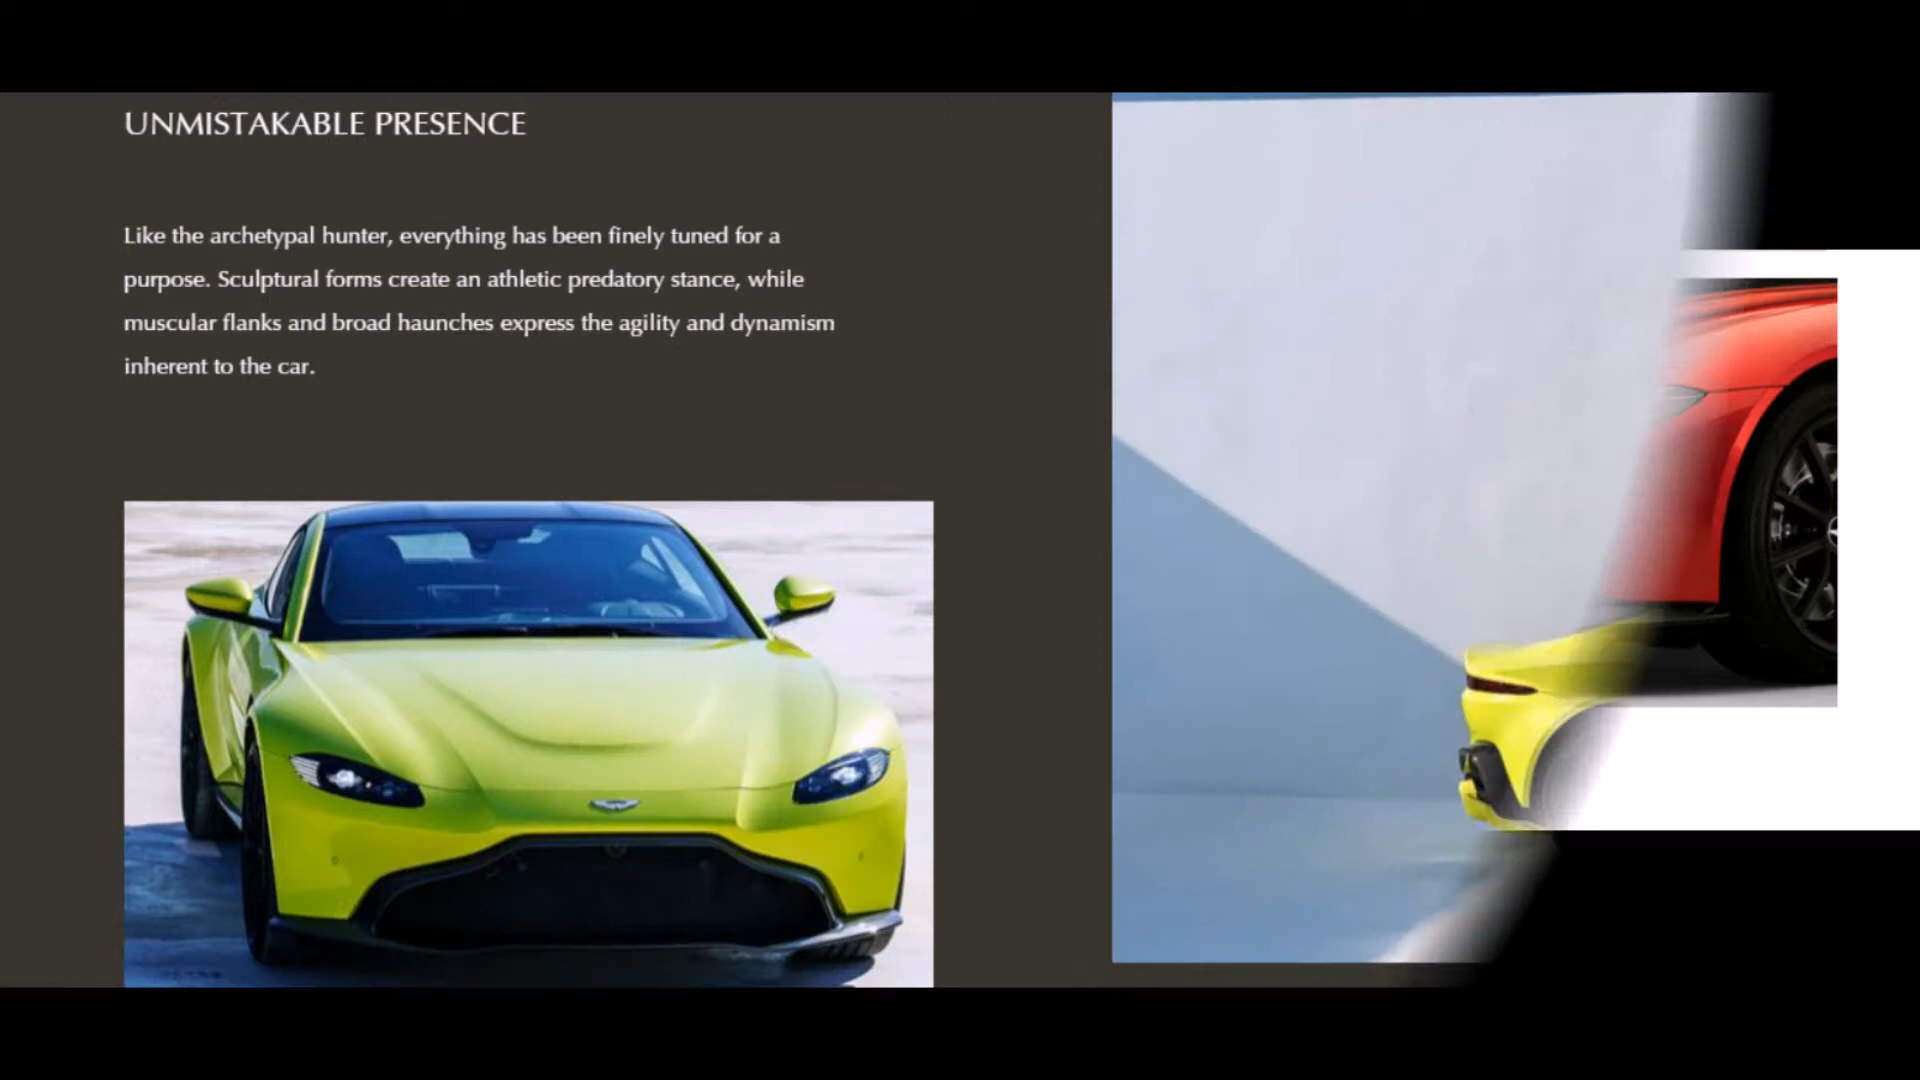 UNMISTAKABLE PRESENCE
Like the archetypal hunter, everything has been finely tuned for a
purpose. Sculptural forms create an athletic predatory stance, while
muscular flanks and broad haunches express the agility and dynamism
inherent to the car.